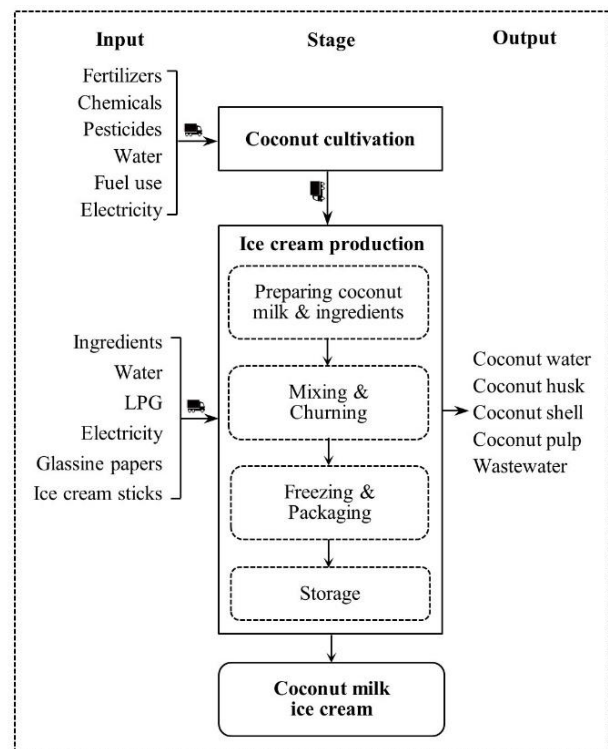 Input
Stage
Output
Fertilizers
Chemicals
Pesticides
Water
Fuel use
Electricity
Coconut cultivation
Ice cream production
Preparing coconut
milk & ingredients
Ingredients
Water
LPG
Electricity
Glassine papers
Ice cream sticks
Mixing &
Churning
Freezing &
Packaging
Storage
Coconut water
Coconut husk
Coconut shell
Coconut pulp
Wastewater
Coconut milk
ice cream